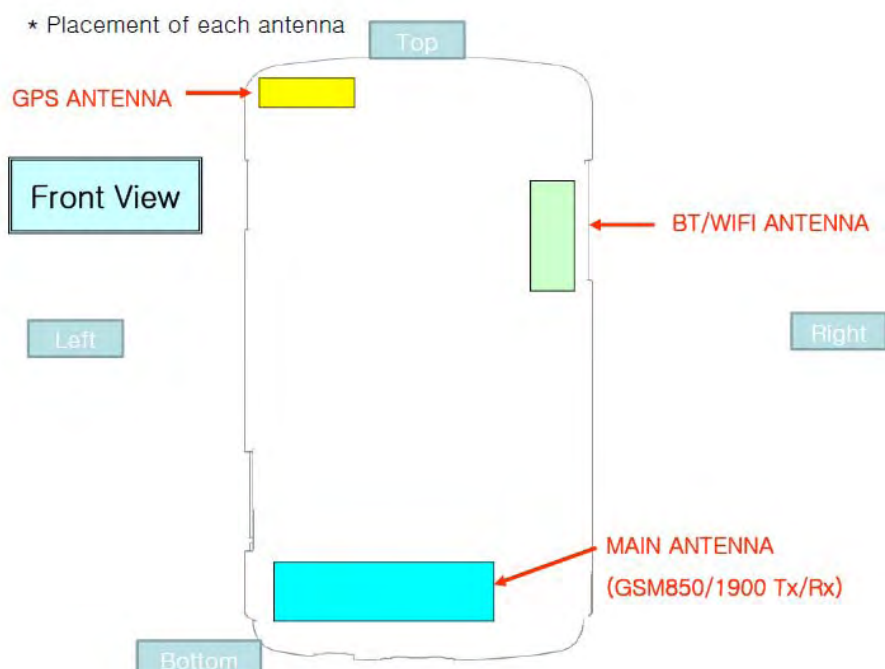 * Placement of each antenna
Top
GPS ANTENNA
Front View
BT/WIFI ANTENNA
Left
Right
MAIN ANTENNA
(GSM850/1900 Tx/Rx)
Bottom